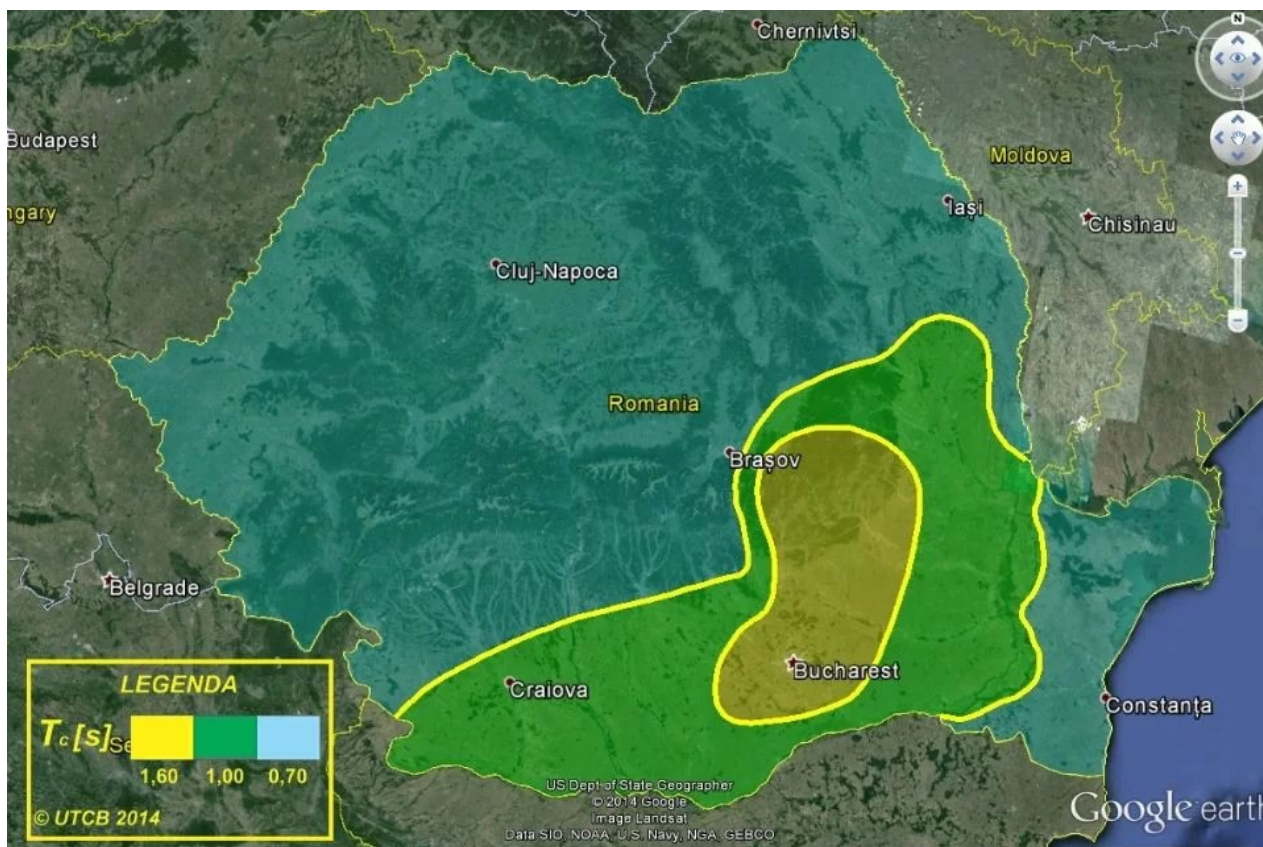 Chernivtsi
N
Budapest
Moldova
ngary
Iași
Chisinau
Cluj-Napoca
Romania
Brașov
Belgrade
LEGENDA
Bucharest
Craiova
Constanța
Tc [s] Se
1,60 1,00 0,70
© UTCB 2014
US Dept of State Geographer
© 2014 Google
Image Landsat
Data SIO, NOAA, U.S. Navy, NGA, GEBCO
Google earth